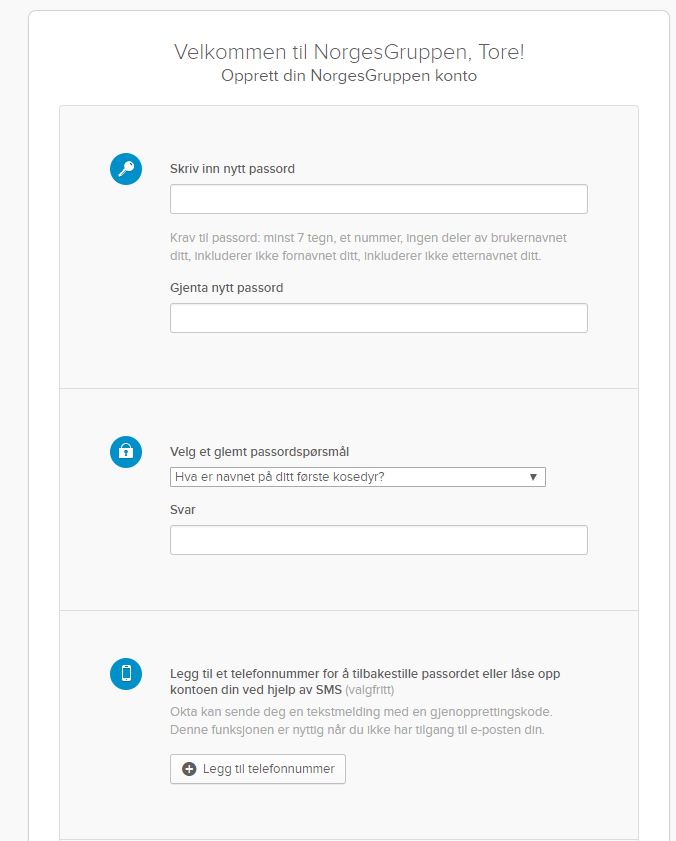 Velkommen til NorgesGruppen, Tore!
Opprett din NorgesGruppen konto
Skriv inn nytt passord
Krav til passord: minst 7 tegn, et nummer, ingen deler av brukernavnet
ditt, inkluderer ikke fornavnet ditt, inkluderer ikke etternavnet ditt.
Gjenta nytt passord
Velg et glemt passordspørsmål
Hva er navnet på ditt første kosedyr?
Svar
Legg til et telefonnummer for å tilbakestille passordet eller låse opp
kontoen din ved hjelp av SMS (valgfritt)
Okta kan sende deg en tekstmelding med en gjenopprettingskode.
Denne funksjonen er nyttig når du ikke har tilgang til e-posten din.
Legg til telefonnummer